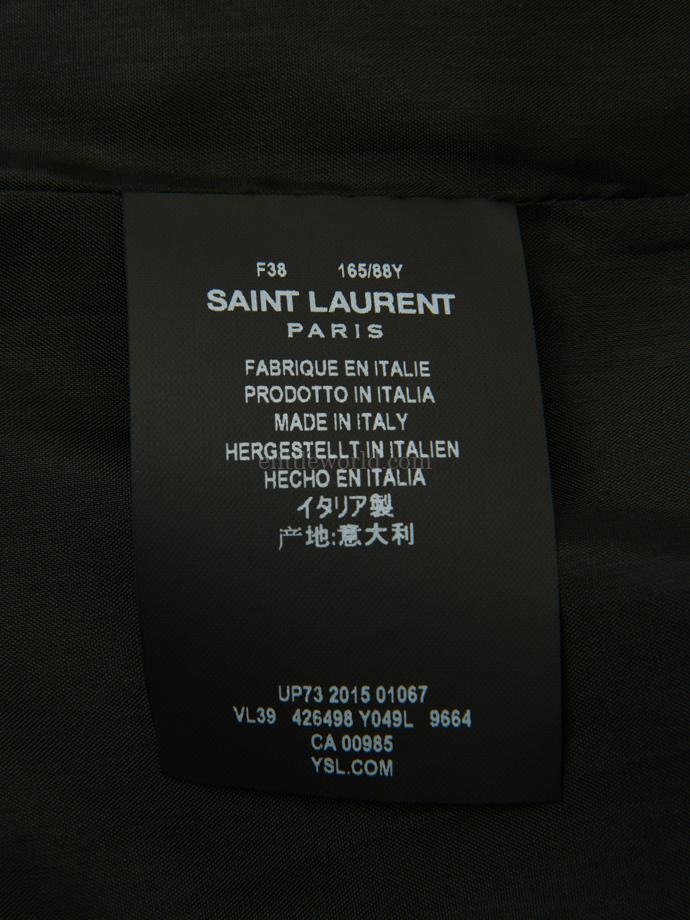 F38 165/88Y
SAINT LAURENT
PARIS
FABRIQUE EN ITALIE
PRODOTTO IN ITALIA
MADE IN ITALY
HERGESTELLT IN ITALIEN
HECHO EN ITALIA
イタリア製
产地:意大利
UP73 2015 01067
VL39 426498 Y049L 9664
CA 00985
YSL.COM